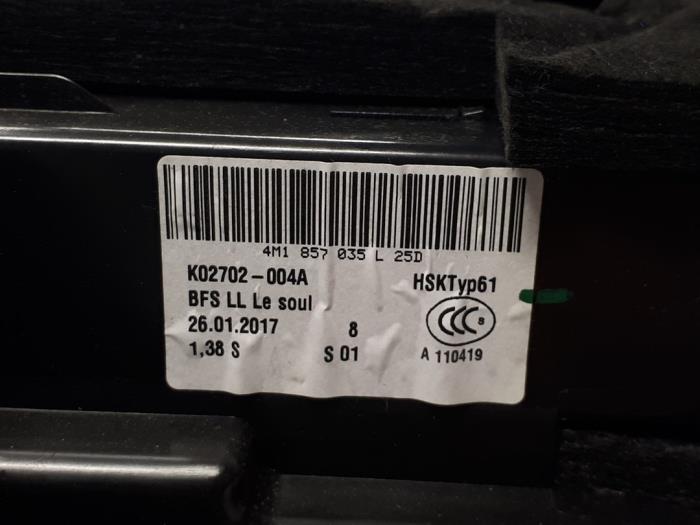 4M1 857 035 L 25D
K02702-004A HSKTyp61
BFS LL Le soul
26.01.2017 8
CCC S
1,38 S S 01 A 110419